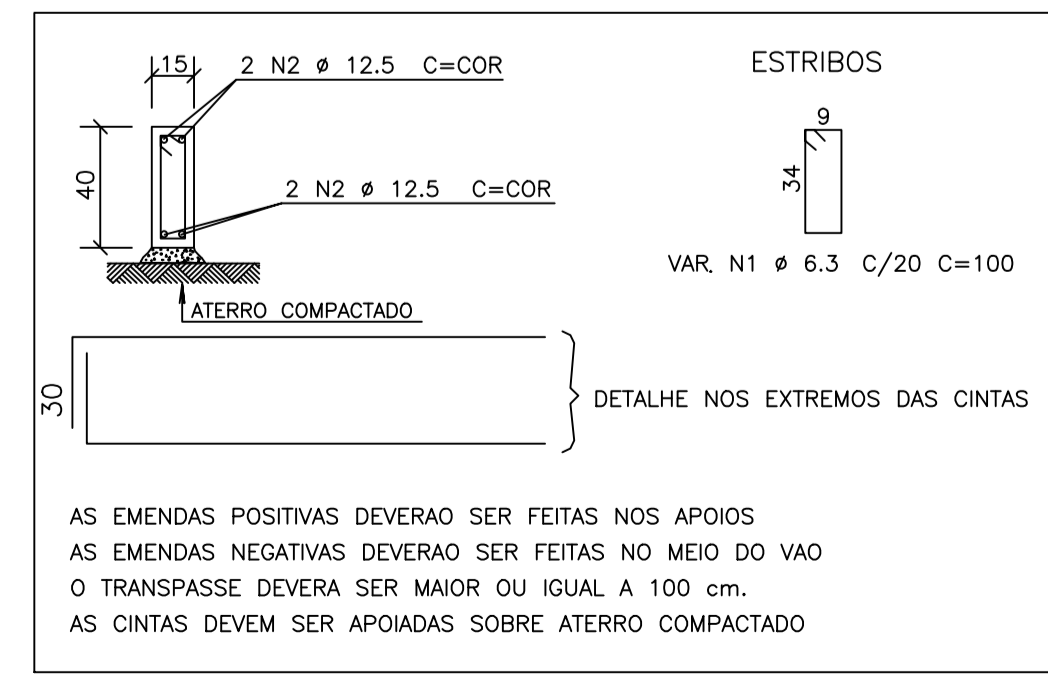 15
2 N2 ø 12.5 C=COR
ESTRIBOS
9
40
34
2 N2 ø 12.5 C=COR
VAR. N1 ø 6.3 C/20 C=100
ATERRO COMPACTADO
30
DETALHE NOS EXTREMOS DAS CINTAS
AS EMENDAS POSITIVAS DEVERAO SER FEITAS NOS APOIOS
AS EMENDAS NEGATIVAS DEVERAO SER FEITAS NO MEIO DO VAO
O TRANSPASSE DEVERA SER MAIOR OU IGUAL A 100 cm.
AS CINTAS DEVEM SER APOIADAS SOBRE ATERRO COMPACTADO